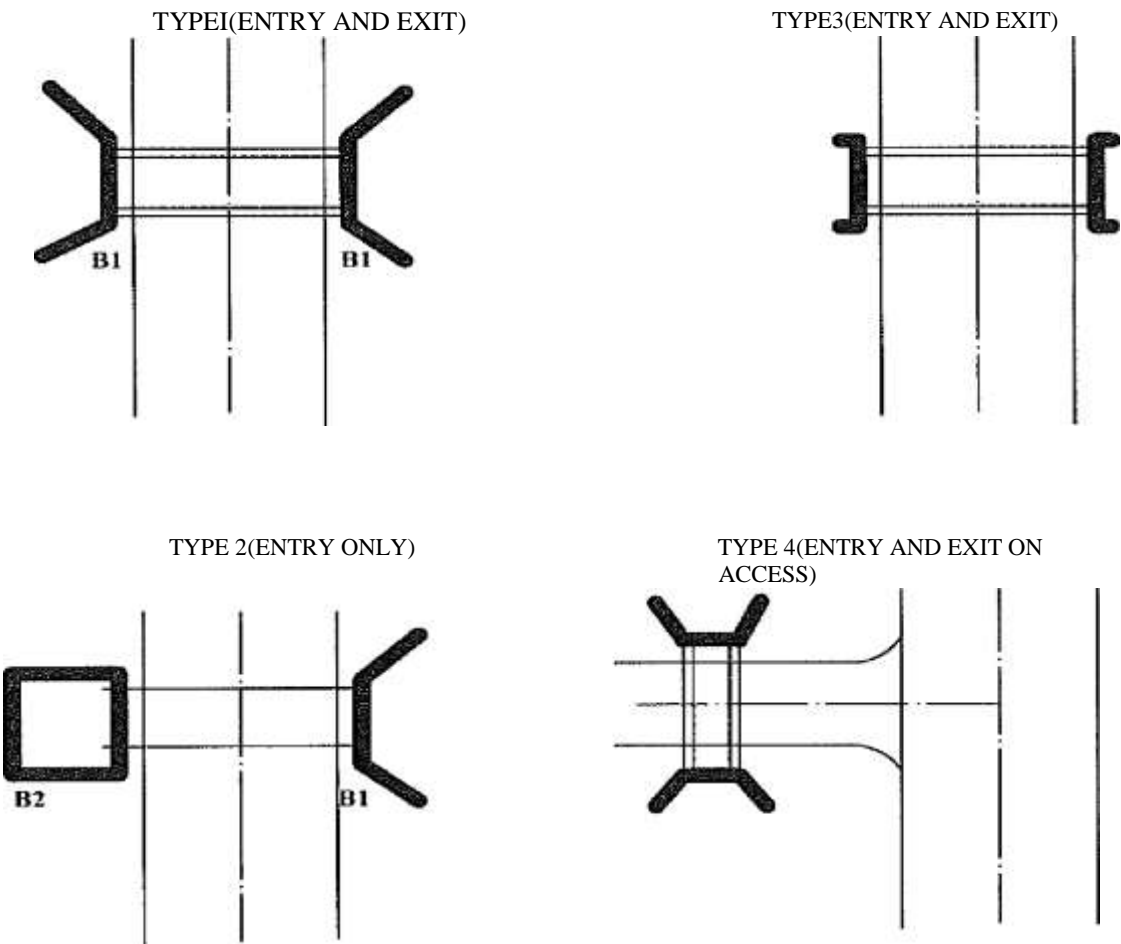 TYPEI(ENTRY AND EXIT)
TYPE3(ENTRY AND EXIT)
B1
B1
TYPE 2(ENTRY ONLY)
TYPE 4(ENTRY AND EXIT ON
ACCESS)
B2
B1